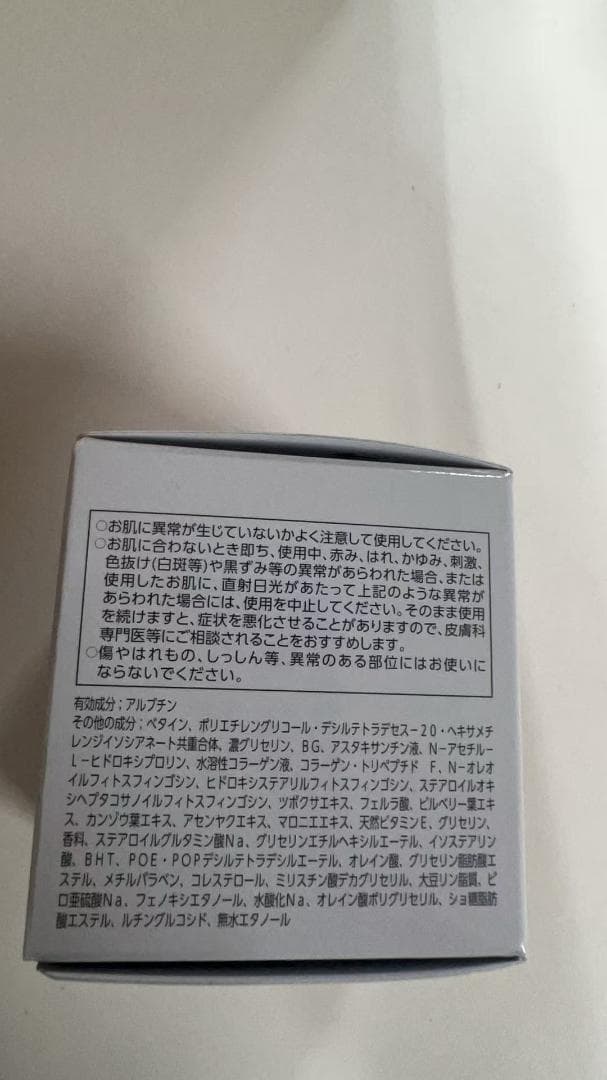 ○お肌に異常が生じていないかよく注意して使用してください。
○お肌に合わないとき即ち、使用中、赤み、はれ、かゆみ、刺激、
色抜け(白斑等)や黒ずみ等の異常があらわれた場合、または
使用したお肌に、直射日光があたって上記のような異常が
あらわれた場合には、使用を中止してください。そのまま使用
を続けますと、症状を悪化させることがありますので、皮膚科
専門医等にご相談されることをおすすめします。
○傷やはれもの、しっしん等、異常のある部位にはお使いに
ならないでください。
有効成分；アルブチン
その他の成分；ベタイン、ポリエチレングリコール・デシルテトラデセス－20・ヘキサメチ
レンジイソシアネート共重合体、濃グリセリン、BG、アスタキサンチン液、N－アセチル－
L－ヒドロキシプロリン、水溶性コラーゲン液、コラーゲン・トリペプチド F、N－オレオ
イルフィトスフィンゴシン、ヒドロキシステアリルフィトスフィンゴシン、ステアロイルオキ
シヘプタコサノイルフィトスフィンゴシン、ツボクサエキス、フェルラ酸、ビルベリー葉エキ
ス、カンゾウ葉エキス、アセンヤクエキス、マロニエエキス、天然ビタミンE、グリセリン、
香料、ステアロイルグルタミン酸Na、グリセリンエチルヘキシルエーテル、イソステアリン
酸、BHT、POE・POPデシルテトラデシルエーテル、オレイン酸、グリセリン脂肪酸エ
ステル、メチルパラベン、コレステロール、ミリスチン酸デカグリセリル、大豆リン脂質、ピ
ロ亜硫酸Na、フェノキシエタノール、水酸化Na、オレイン酸ポリグリセリル、ショ糖脂肪
酸エステル、ルチングルコシド、無水エタノール